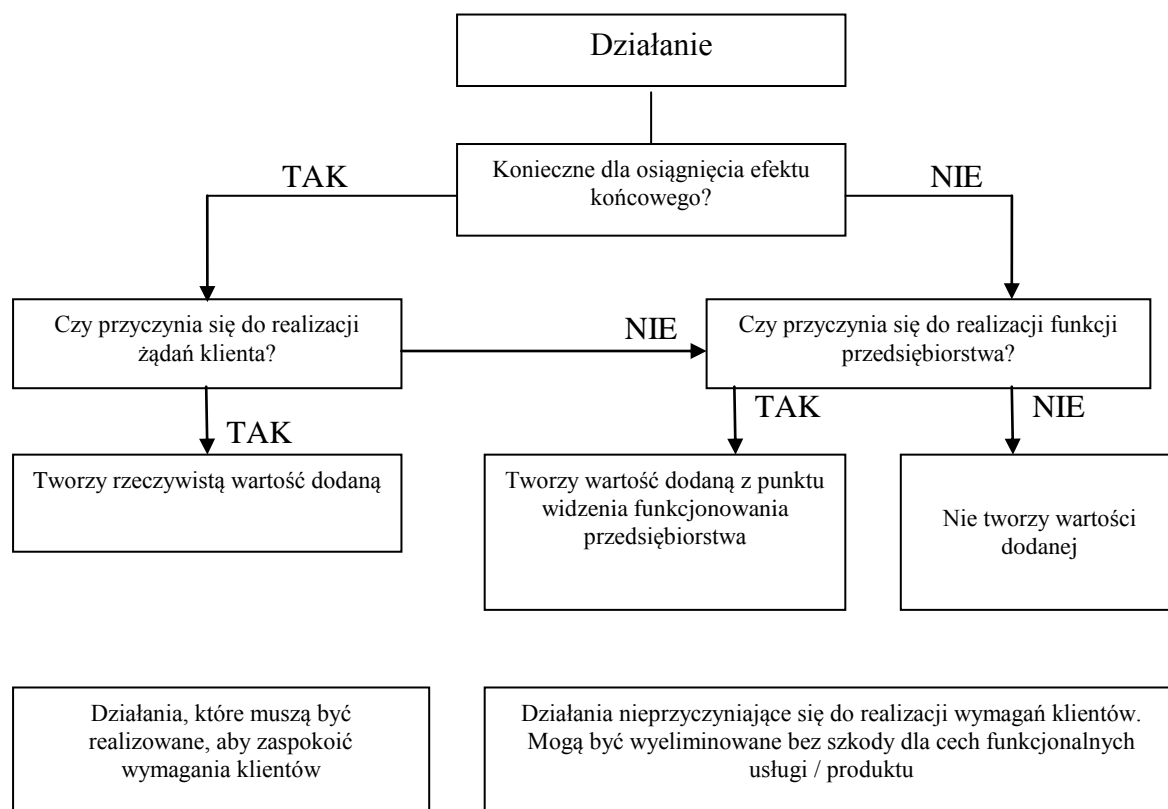 Działanie
Konieczne dla osiągnięcia efektu
końcowego?
TAK
NIE
Czy przyczynia się do realizacji
żądań klienta?
NIE
Czy przyczynia się do realizacji funkcji
przedsiębiorstwa?
TAK
TAK
NIE
Tworzy rzeczywistą wartość dodaną
Tworzy wartość dodaną z punktu
widzenia funkcjonowania
przedsiębiorstwa
Nie tworzy wartości
dodanej
Działania, które muszą być
realizowane, aby zaspokoić
wymagania klientów
Działania nieprzyczyniające się do realizacji wymagań klientów.
Mogą być wyeliminowane bez szkody dla cech funkcjonalnych
usługi / produktu